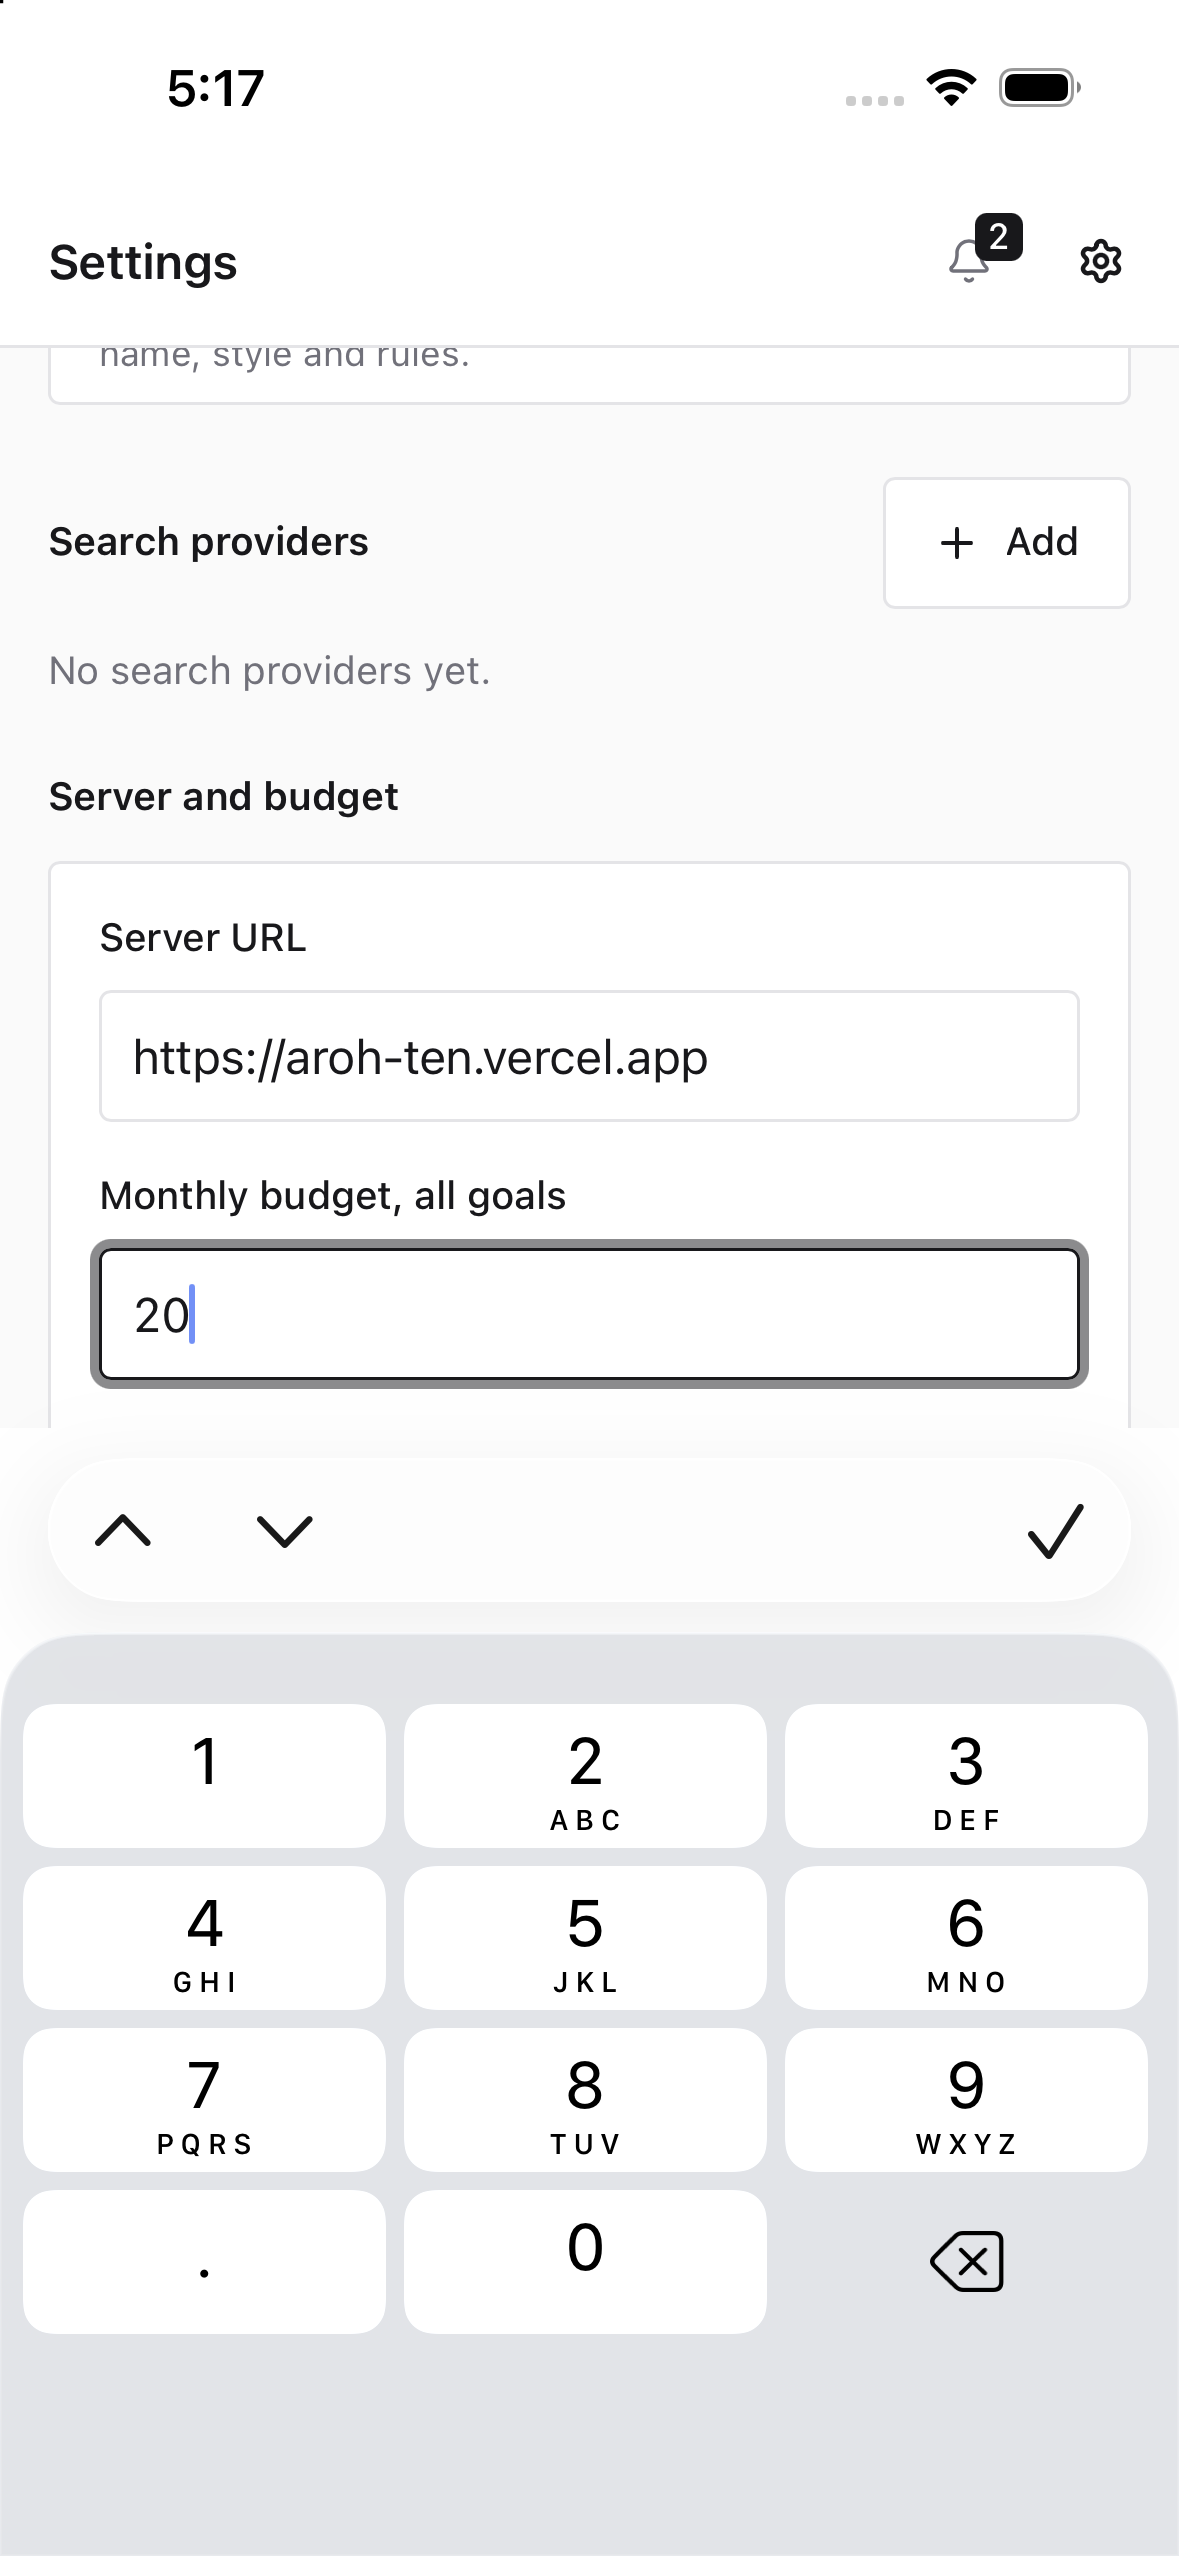 5:17
Settings
2
name, style and rules.
Search providers
Add
No search providers yet.
Server and budget
Server URL
https://aroh-ten.vercel.app
Monthly budget, all goals
20
1
2
ABC
3
DEF
4
GHI
5
JKL
6
MNO
7
PQRS
8
TUV
9
WXYZ
.
0